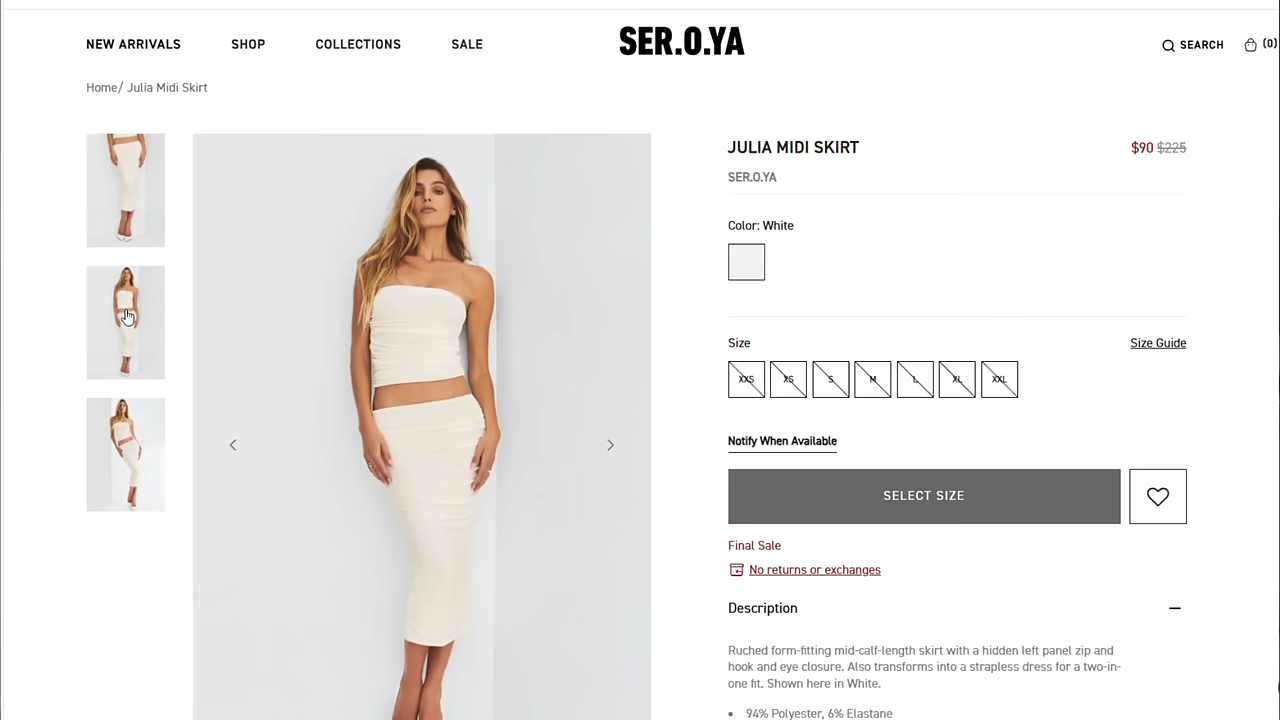 NEW ARRIVALS SHOP COLLECTIONS SALE SER.O.YA SEARCH (0)
Home/ Julia Midi Skirt
JULIA MIDI SKIRT $90 $225
SER.O.YA
Color: White
Size Size Guide
XXS XS S M L XL XXL
Notify When Available
SELECT SIZE
Final Sale
No returns or exchanges
Description
Ruched form-fitting mid-calf-length skirt with a hidden left panel zip and
hook and eye closure. Also transforms into a strapless dress for a two-in-
one fit. Shown here in White.
• 94% Polyester, 6% Elastane